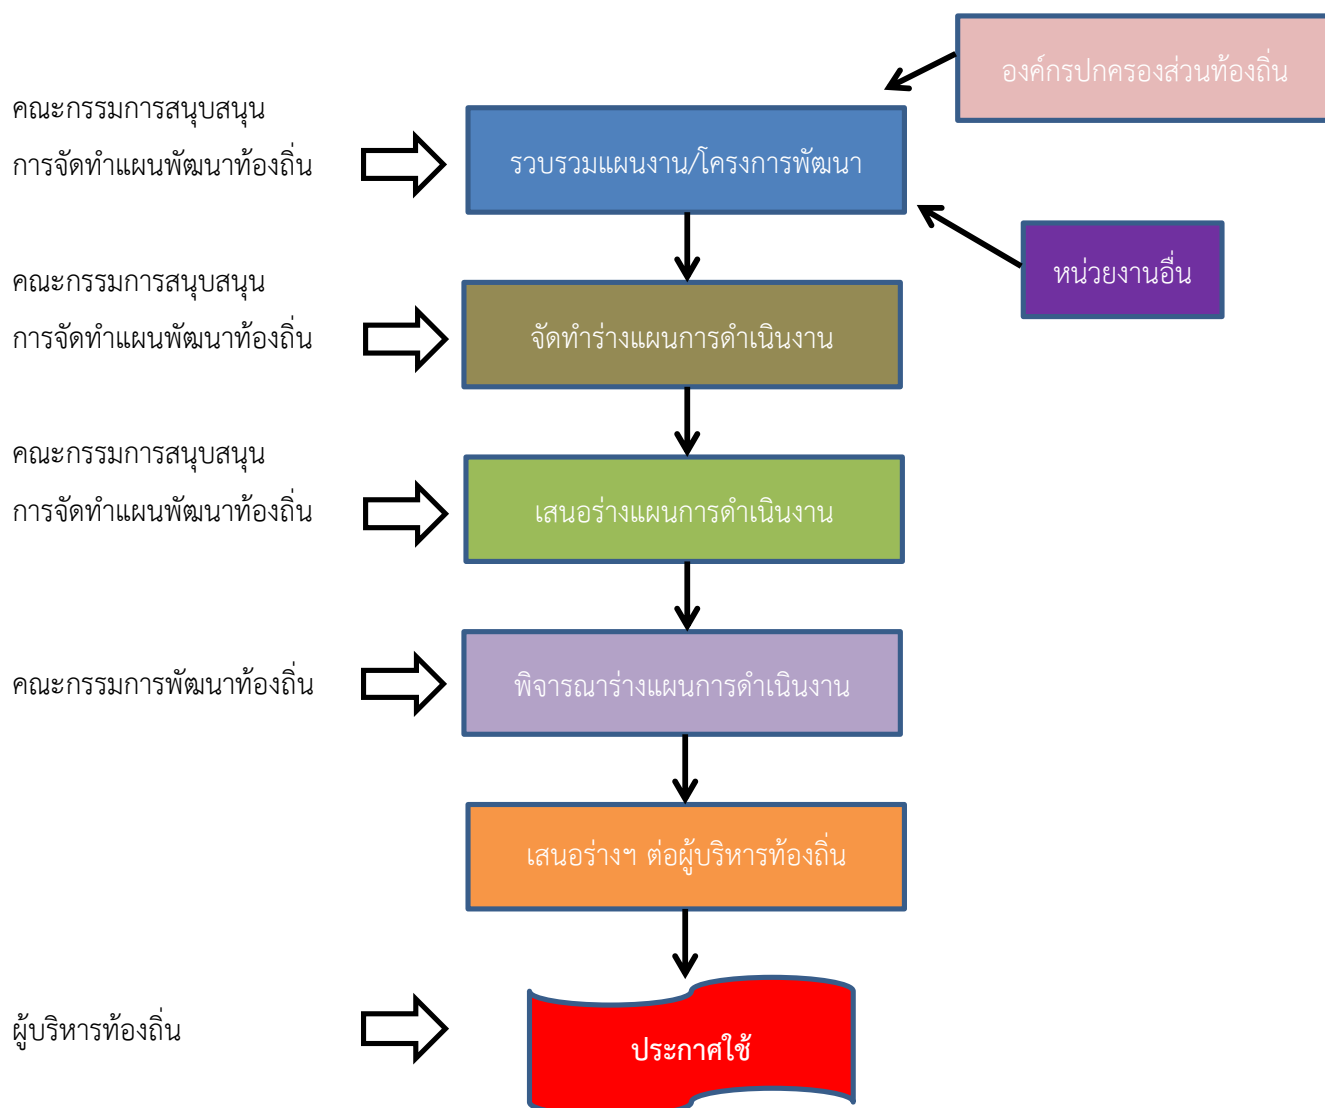 องค์กรปกครองส่วนท้องถิ่น
คณะกรรมการสนุบสนุน
การจัดทำแผนพัฒนาท้องถิ่น
รวบรวมแผนงาน/โครงการพัฒนา
หน่วยงานอื่น
คณะกรรมการสนุบสนุน
การจัดทำแผนพัฒนาท้องถิ่น
จัดทำร่างแผนการดำเนินงาน
คณะกรรมการสนุบสนุน
การจัดทำแผนพัฒนาท้องถิ่น
เสนอร่างแผนการดำเนินงาน
คณะกรรมการพัฒนาท้องถิ่น
พิจารณาร่างแผนการดำเนินงาน
เสนอร่างฯ ต่อผู้บริหารท้องถิ่น
ผู้บริหารท้องถิ่น
ประกาศใช้